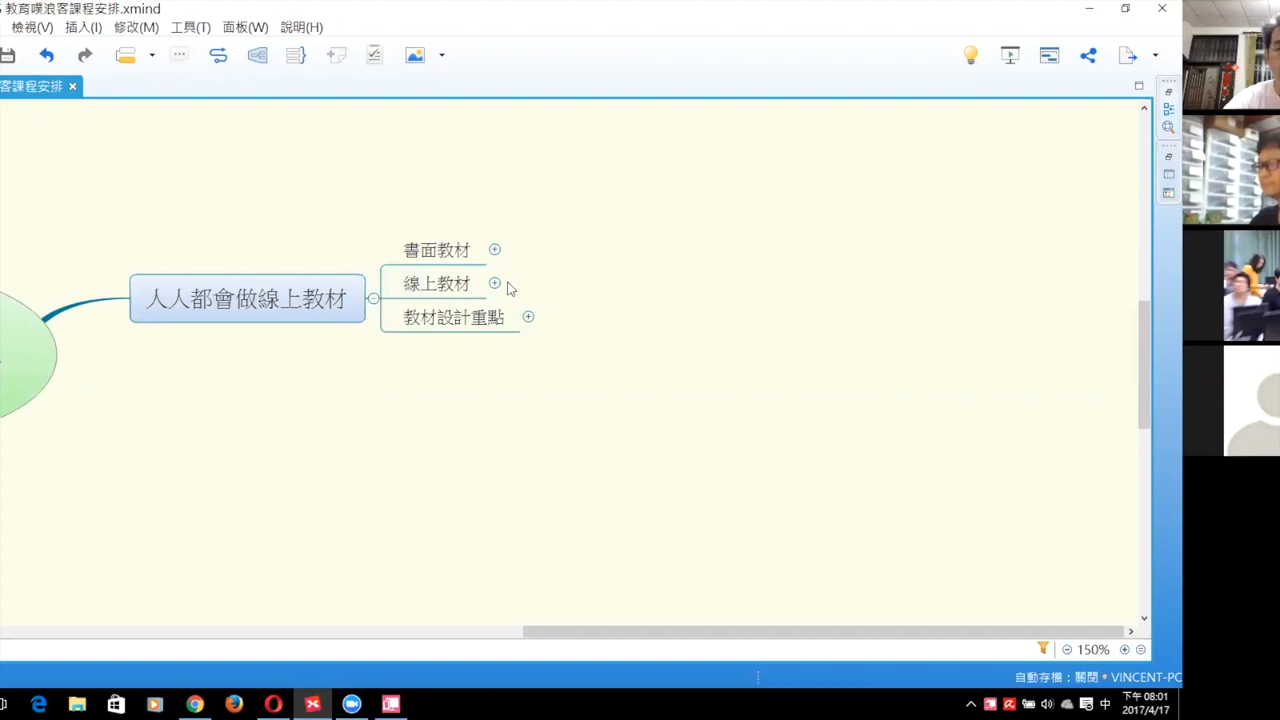 教育噗浪客課程安排.xmind
檢視(V) 插入(I) 修改(M) 工具(T) 面板(W) 說明(H)
客課程安排
書面教材
人人都會做線上教材
線上教材
教材設計重點
150%
自動存檔：關閉 VINCENT-PC
下午 08:01
中
2017/4/17